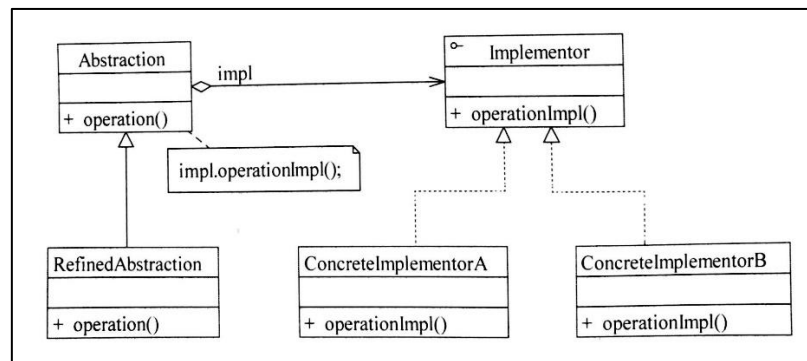 Abstraction
+ operation()
impl
Implementor
+ operationImpl()
impl.operationImpl();
RefinedAbstraction
+ operation()
ConcreteImplementorA
+ operationImpl()
ConcreteImplementorB
+ operationImpl()